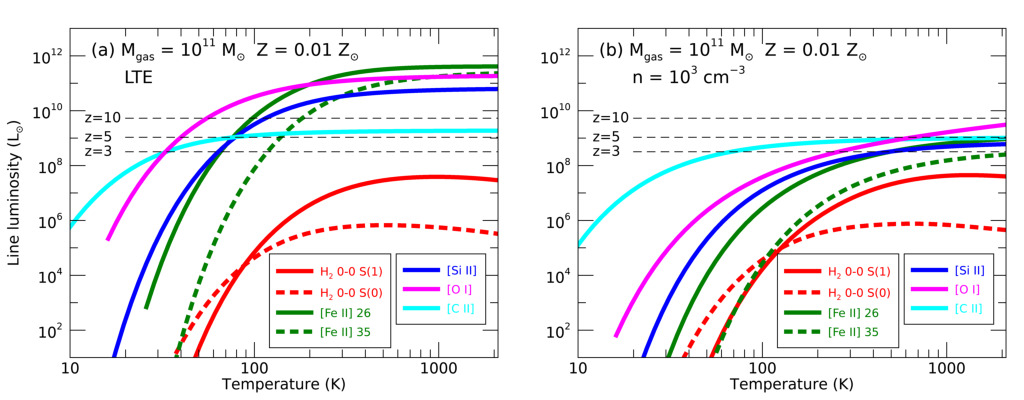 (a) M_gas = 10^11 M_⊙ Z = 0.01 Z_⊙
LTE
10^12
10^10
10^8
10^6
10^4
10^2
Line luminosity (L_⊙)
z=10
z=5
z=3
H_2 0-0 S(1)
H_2 0-0 S(0)
[Fe II] 26
[Fe II] 35
[Si II]
[O I]
[C II]
10
100
1000
Temperature (K)
(b) M_gas = 10^11 M_⊙ Z = 0.01 Z_⊙
n = 10^3 cm^−3
10^12
10^10
10^8
10^6
10^4
10^2
z=10
z=5
z=3
H_2 0-0 S(1)
H_2 0-0 S(0)
[Fe II] 26
[Fe II] 35
[Si II]
[O I]
[C II]
10
100
1000
Temperature (K)